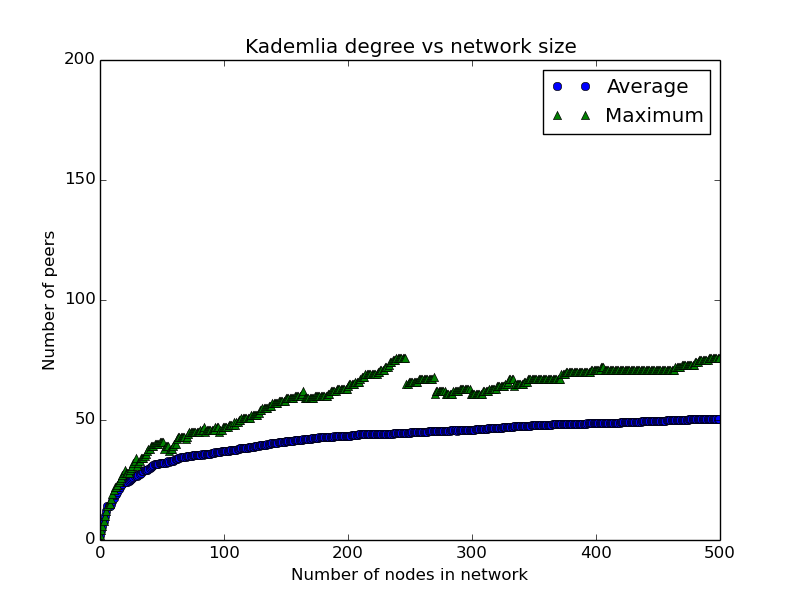 Kademlia degree vs network size
200
Average
Maximum
150
100
50
0
Number of peers
0 100 200 300 400 500
Number of nodes in network